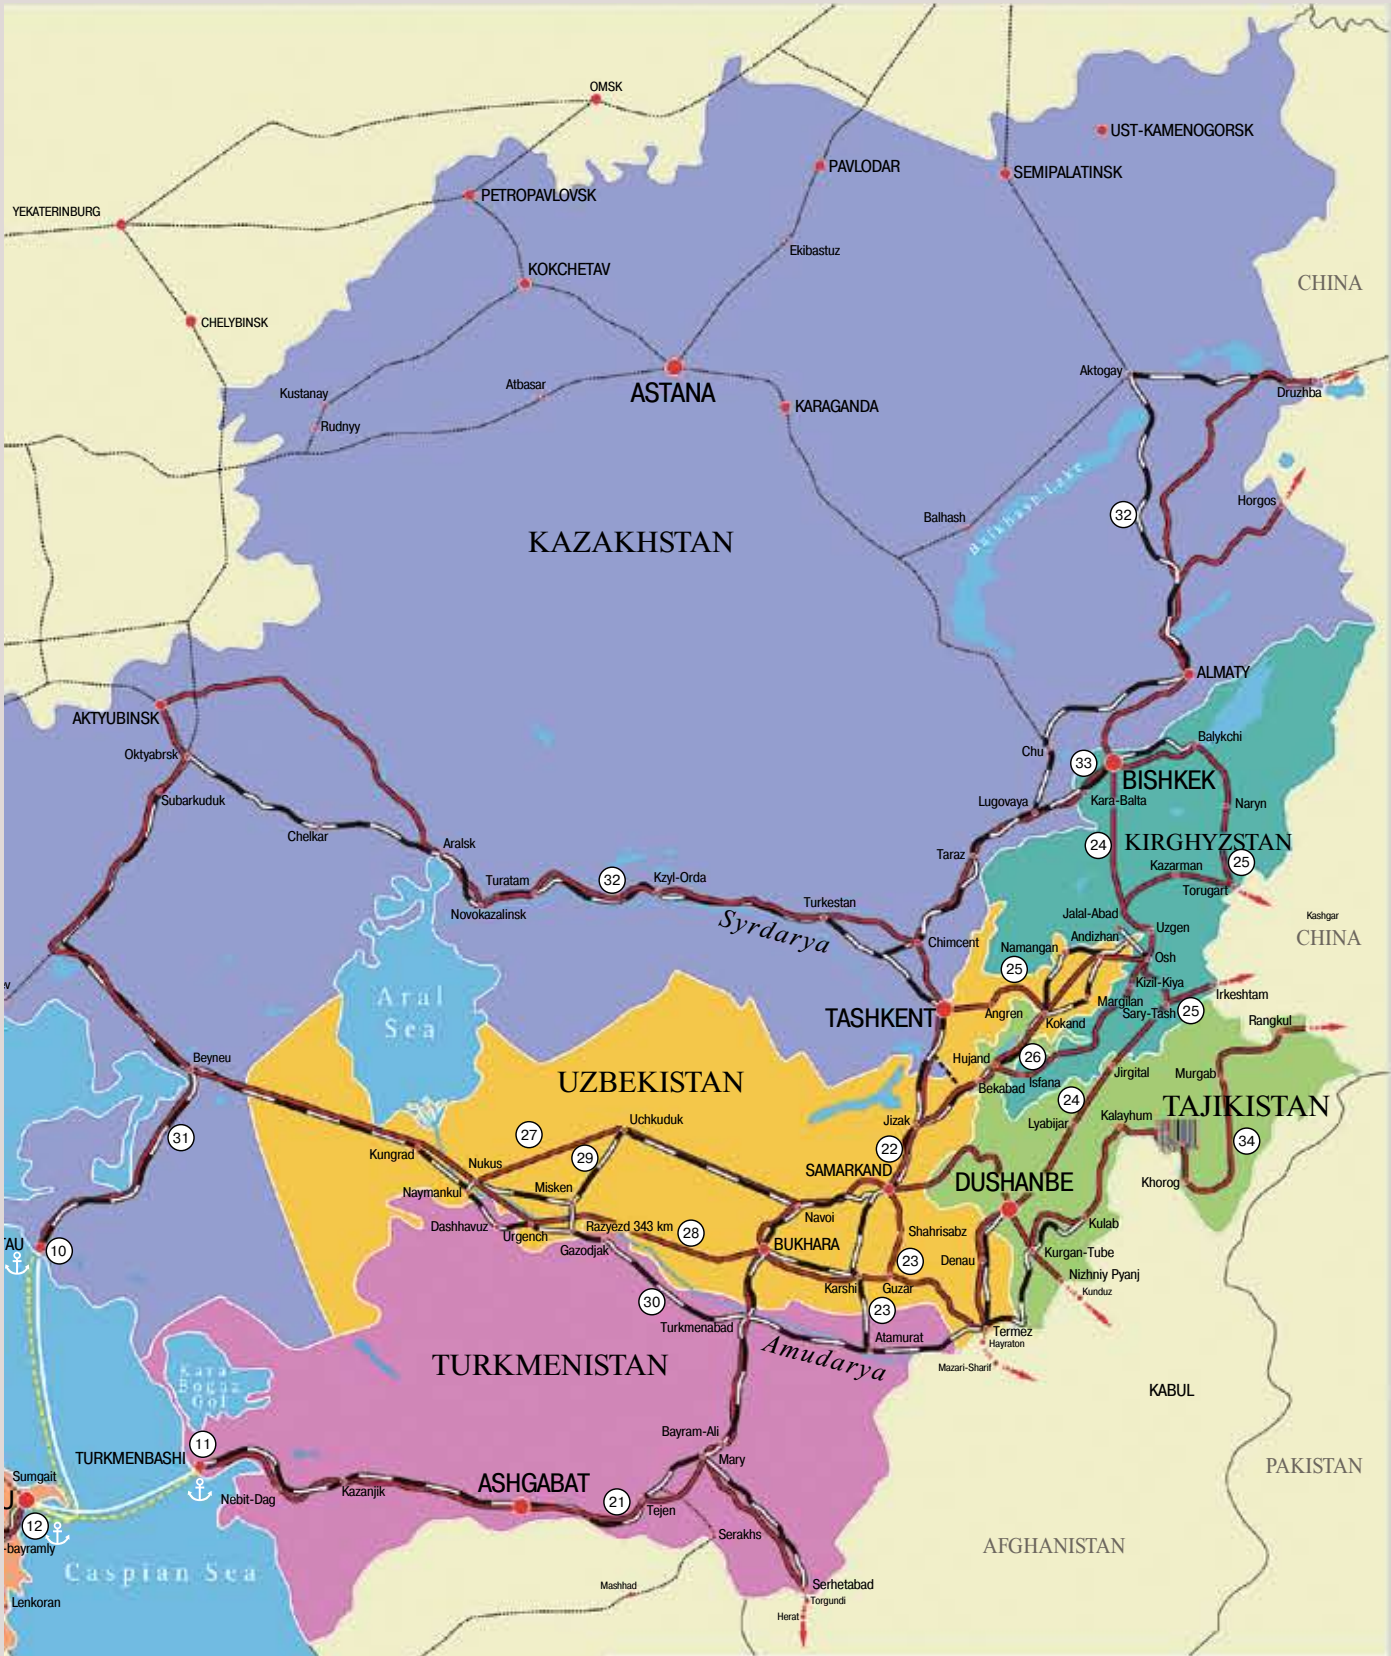 OMSK
UST-KAMENOGORSK
PAVLODAR
SEMIPALATINSK
PETROPAVLOVSK
YEKATERINBURG
Ekibastuz
KOKCHETAV
CHINA
CHELYBINSK
Aktogay
Druzhba
Atbasar
ASTANA
Kustanay
KARAGANDA
Rudnyy
Balkhash Lake
Horgos
Balhash
32
KAZAKHSTAN
ALMATY
AKTYUBINSK
Balykchi
Oktyabrsk
Chu
33
BISHKEK
Subarkuduk
Lugovaya
Kara-Balta
Naryn
Chelkar
24
KIRGHYZSTAN
Aralsk
Taraz
Kazarman
25
Turatam
32
Kzyl-Orda
Torugart
Novokazalinsk
Turkestan
Jalal-Abad
Kashgar
Syrdarya
Uzgen
CHINA
Chimcent
Namangan
Andizhan
Osh
25
Kizil-Kiya
Aral
Sea
Irkeshtam
Margilan
TASHKENT
Angren
Kokand
Sary-Tash
25
Rangkul
Beyneu
Hujand
26
UZBEKISTAN
Bekabad
Isfana
Jirgital
Murgab
24
TAJIKISTAN
Uchkuduk
Jizak
Lyabijar
Kalayhum
31
27
22
34
Kungrad
Nukus
29
SAMARKAND
DUSHANBE
Khorog
Naymankul
Misken
Navoi
Dashhavuz
Urgench
Razyezd 343 km
28
Shahrisabz
Kulab
TAU
10
Gazodjak
BUKHARA
Denau
Kurgan-Tube
23
Karshi
Guzar
Nizhniy Pyanj
Kunduz
30
23
Turkmenabad
Atamurat
Termez
Hayraton
Amudarya
Mazari-Sharif
TURKMENISTAN
Kara-
Bogaz
Gol
KABUL
11
Bayram-Ali
TURKMENBASHI
Mary
PAKISTAN
Sumgait
ASHGABAT
Kazanjik
Nebit-Dag
21
Tejen
U
12
Serakhs
-bayramly
AFGHANISTAN
Caspian Sea
Mashhad
Serhetabad
Lenkoran
Torgundi
Herat